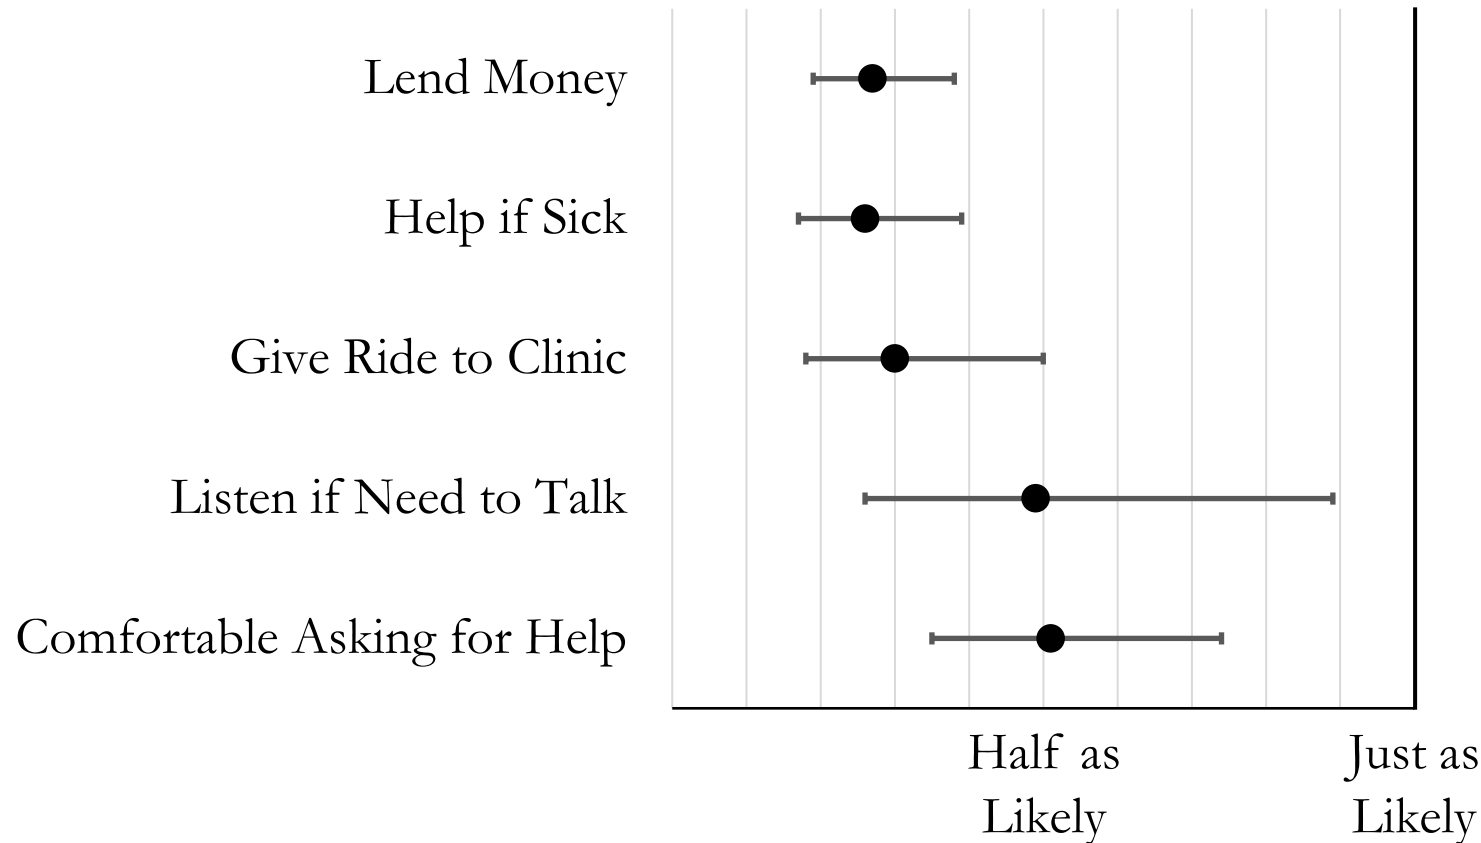 Lend Money
Help if Sick
Give Ride to Clinic
Listen if Need to Talk
Comfortable Asking for Help
Half as
Likely
Just as
Likely